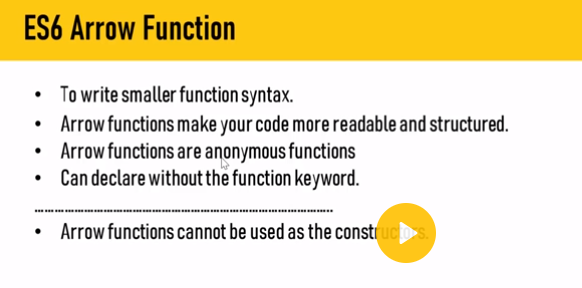 ES6 Arrow Function
• To write smaller function syntax.
• Arrow functions make your code more readable and structured.
• Arrow functions are anonymous functions
• Can declare without the function keyword.
................................................................................
• Arrow functions cannot be used as the constructors.